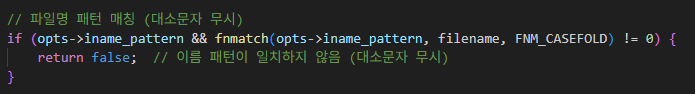 // 파일명 패턴 매칭 (대소문자 무시)
if (opts->iname_pattern && fnmatch(opts->iname_pattern, filename, FNM_CASEFOLD) != 0) {
    return false;  // 이름 패턴이 일치하지 않음 (대소문자 무시)
}